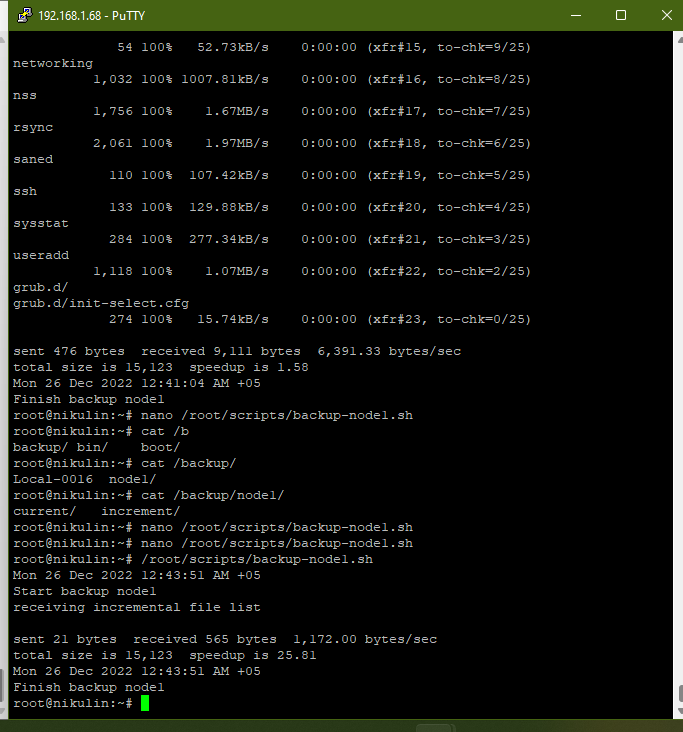 192.168.1.68 - PuTTY
54 100% 52.73kB/s 0:00:00 (xfr#15, to-chk=9/25)
networking
1,032 100% 1007.81kB/s 0:00:00 (xfr#16, to-chk=8/25)
nss
1,756 100% 1.67MB/s 0:00:00 (xfr#17, to-chk=7/25)
rsync
2,061 100% 1.97MB/s 0:00:00 (xfr#18, to-chk=6/25)
saned
110 100% 107.42kB/s 0:00:00 (xfr#19, to-chk=5/25)
ssh
133 100% 129.88kB/s 0:00:00 (xfr#20, to-chk=4/25)
sysstat
284 100% 277.34kB/s 0:00:00 (xfr#21, to-chk=3/25)
useradd
1,118 100% 1.07MB/s 0:00:00 (xfr#22, to-chk=2/25)
grub.d/
grub.d/init-select.cfg
274 100% 15.74kB/s 0:00:00 (xfr#23, to-chk=0/25)
sent 476 bytes received 9,111 bytes 6,391.33 bytes/sec
total size is 15,123 speedup is 1.58
Mon 26 Dec 2022 12:41:04 AM +05
Finish backup node1
root@nikulin:~# nano /root/scripts/backup-node1.sh
root@nikulin:~# cat /b
backup/ bin/ boot/
root@nikulin:~# cat /backup/
Local-0016 node1/
root@nikulin:~# cat /backup/node1/
current/ increment/
root@nikulin:~# nano /root/scripts/backup-node1.sh
root@nikulin:~# nano /root/scripts/backup-node1.sh
root@nikulin:~# /root/scripts/backup-node1.sh
Mon 26 Dec 2022 12:43:51 AM +05
Start backup node1
receiving incremental file list
sent 21 bytes received 565 bytes 1,172.00 bytes/sec
total size is 15,123 speedup is 25.81
Mon 26 Dec 2022 12:43:51 AM +05
Finish backup node1
root@nikulin:~#